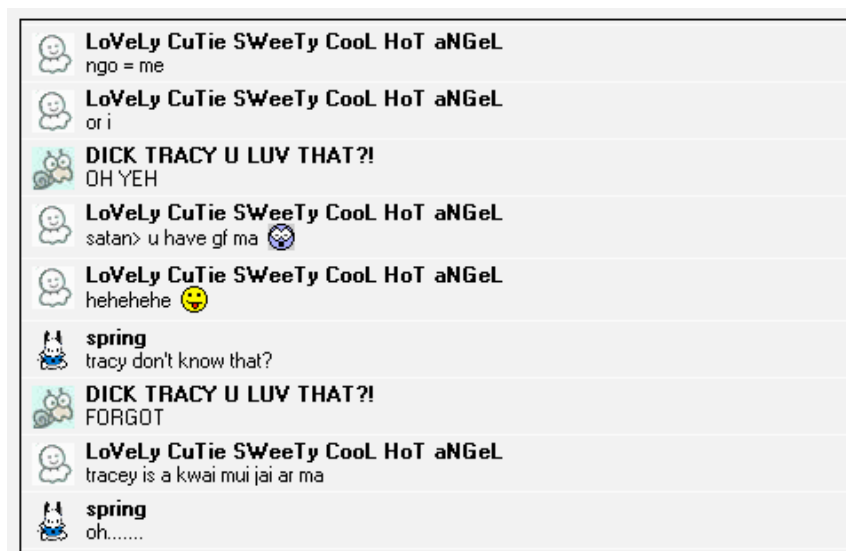 LoVeLy CuTie SWeeTy CooL HoT aNGeL
ngo = me
LoVeLy CuTie SWeeTy CooL HoT aNGeL
or i
DICK TRACY U LUV THAT?!
OH YEH
LoVeLy CuTie SWeeTy CooL HoT aNGeL
satan> u have gf ma
LoVeLy CuTie SWeeTy CooL HoT aNGeL
hehehehe
spring
tracy don't know that?
DICK TRACY U LUV THAT?!
FORGOT
LoVeLy CuTie SWeeTy CooL HoT aNGeL
tracey is a kwai mui jai ar ma
spring
oh.......